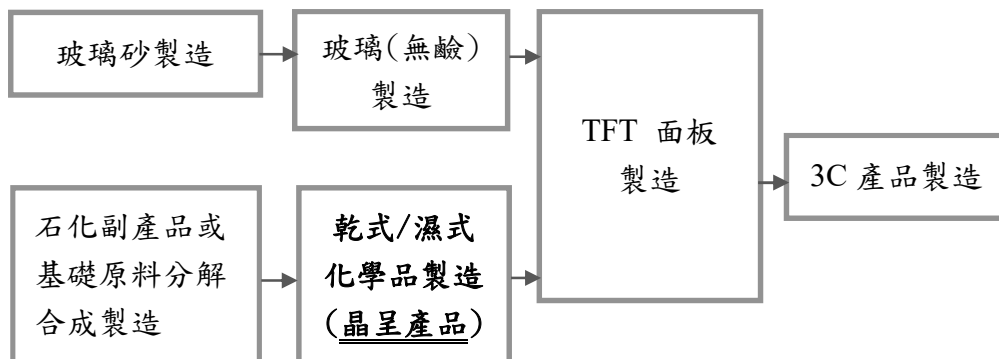 玻璃砂製造
玻璃(無鹼)
製造
TFT 面板
製造
3C 產品製造
石化副產品或
基礎原料分解
合成製造
乾式/濕式
化學品製造
(晶呈產品)